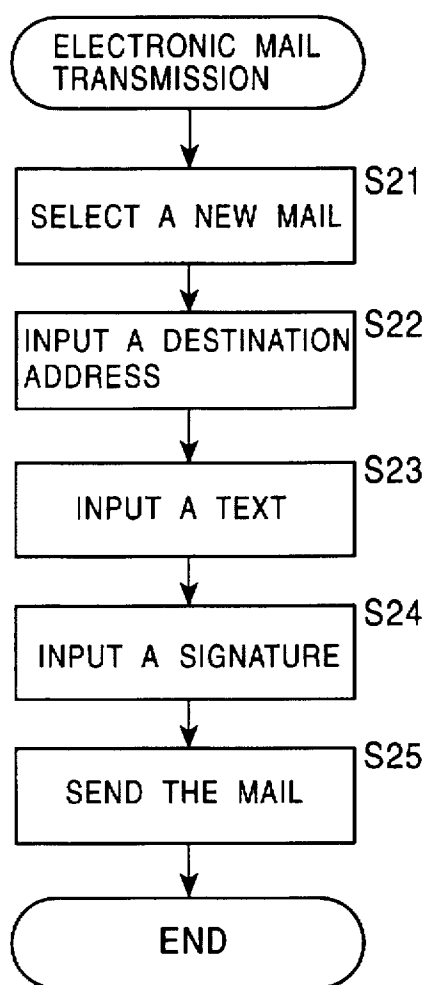 ELECTRONIC MAIL
TRANSMISSION
S21
SELECT A NEW MAIL
S22
INPUT A DESTINATION
ADDRESS
S23
INPUT A TEXT
S24
INPUT A SIGNATURE
S25
SEND THE MAIL
END